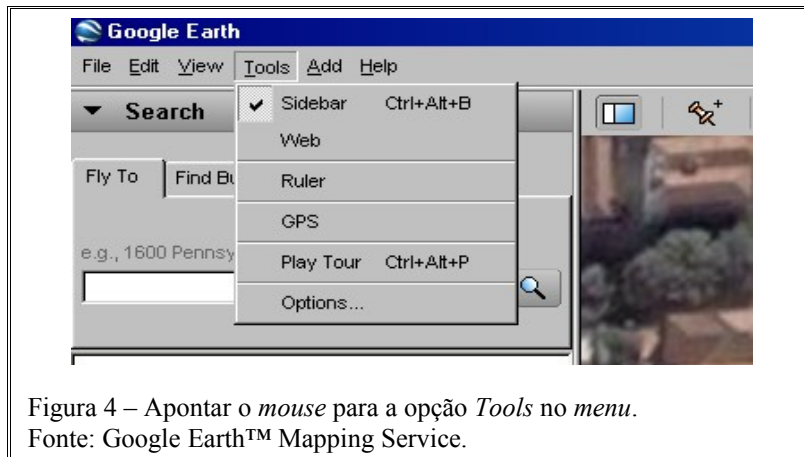 Google Earth
File Edit View Tools Add Help
Search
Sidebar Ctrl+Alt+B
Web
Fly To Find Bu
Ruler
GPS
e.g., 1600 Pennsy
Play Tour Ctrl+Alt+P
Options...
Figura 4 – Apontar o mouse para a opção Tools no menu.
Fonte: Google Earth™ Mapping Service.